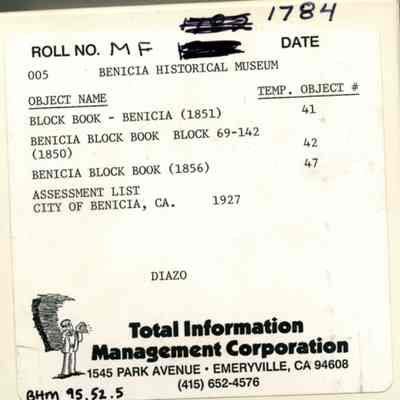 1784
ROLL NO. MF DATE
005 BENICIA HISTORICAL MUSEUM
OBJECT NAME TEMP. OBJECT #
BLOCK BOOK - BENICIA (1851) 41
BENICIA BLOCK BOOK BLOCK 69-142
(1850) 42
BENICIA BLOCK BOOK (1856) 47
ASSESSMENT LIST
CITY OF BENICIA, CA. 1927
DIAZO
Total Information
Management Corporation
1545 PARK AVENUE • EMERYVILLE, CA 94608
(415) 652-4576
BHM 95.52.5